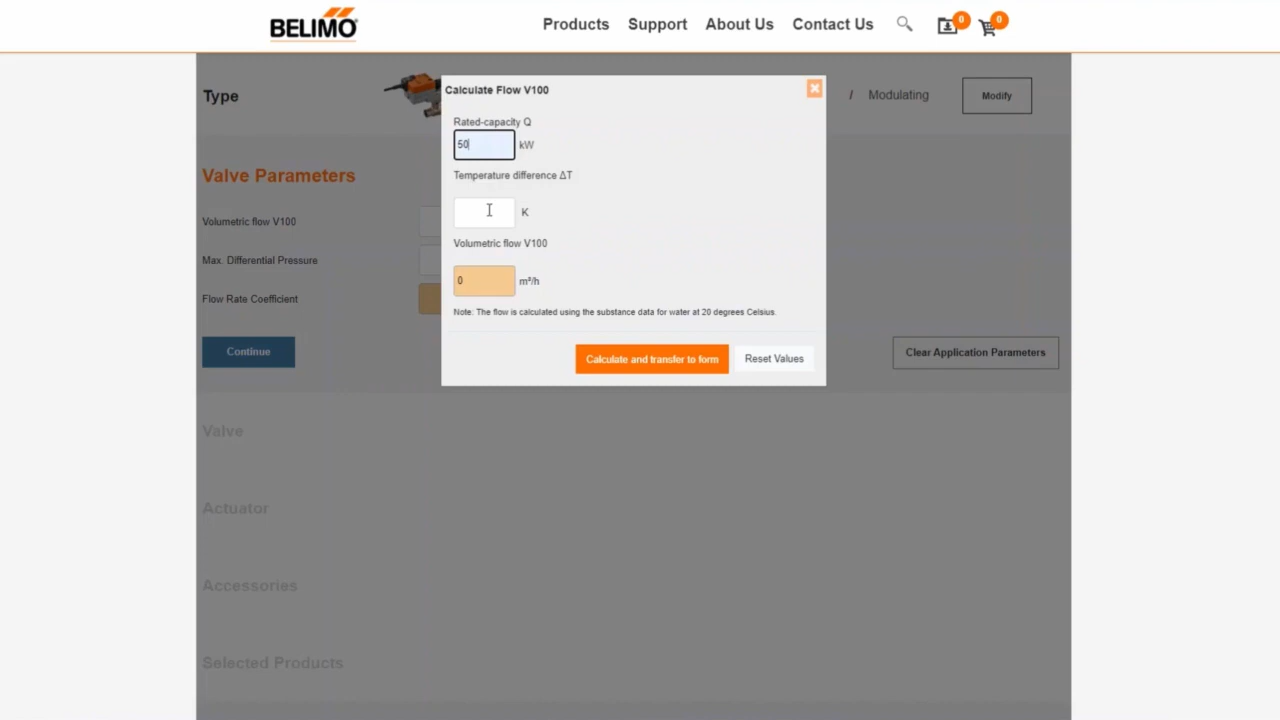 BELIMO
Products Support About Us Contact Us 0 0
Type
/ Modulating
Modify
Calculate Flow V100
Rated-capacity Q
50 kW
Temperature difference ΔT
K
Volumetric flow V100
0 m³/h
Note: The flow is calculated using the substance data for water at 20 degrees Celsius.
Calculate and transfer to form Reset Values
Valve Parameters
Volumetric flow V100
Max. Differential Pressure
Flow Rate Coefficient
Continue
Clear Application Parameters
Valve
Actuator
Accessories
Selected Products